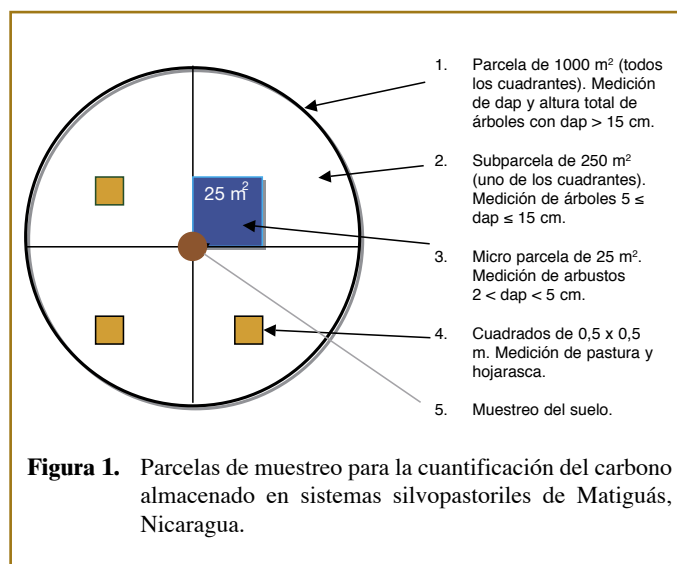 25 m²
1. Parcela de 1000 m² (todos
los cuadrantes). Medición
de dap y altura total de
árboles con dap > 15 cm.
2. Subparcela de 250 m²
(uno de los cuadrantes).
Medición de árboles 5 ≤
dap ≤ 15 cm.
3. Micro parcela de 25 m².
Medición de arbustos
2 < dap < 5 cm.
4. Cuadrados de 0,5 x 0,5
m. Medición de pastura y
hojarasca.
5. Muestreo del suelo.
Figura 1. Parcelas de muestreo para la cuantificación del carbono
almacenado en sistemas silvopastoriles de Matiguás,
Nicaragua.